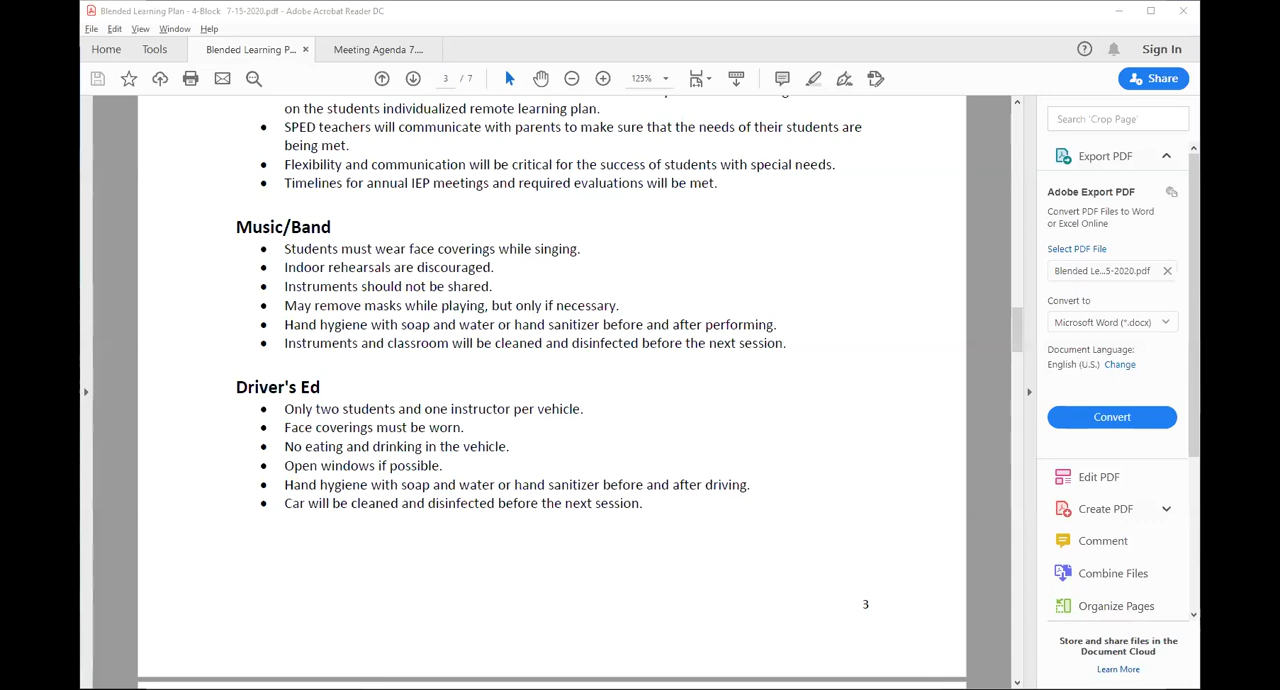 Blended Learning Plan - 4-Block 7-15-2020.pdf - Adobe Acrobat Reader DC
File Edit View Window Help
Home Tools Blended Learning P... × Meeting Agenda 7.... Sign In
3 / 7 125% Share
on the students individualized remote learning plan.
• SPED teachers will communicate with parents to make sure that the needs of their students are
being met.
• Flexibility and communication will be critical for the success of students with special needs.
• Timelines for annual IEP meetings and required evaluations will be met.
Music/Band
• Students must wear face coverings while singing.
• Indoor rehearsals are discouraged.
• Instruments should not be shared.
• May remove masks while playing, but only if necessary.
• Hand hygiene with soap and water or hand sanitizer before and after performing.
• Instruments and classroom will be cleaned and disinfected before the next session.
Driver's Ed
• Only two students and one instructor per vehicle.
• Face coverings must be worn.
• No eating and drinking in the vehicle.
• Open windows if possible.
• Hand hygiene with soap and water or hand sanitizer before and after driving.
• Car will be cleaned and disinfected before the next session.
3
Search 'Crop Page'
Export PDF
Adobe Export PDF
Convert PDF Files to Word
or Excel Online
Select PDF File
Blended Le...5-2020.pdf ×
Convert to
Microsoft Word (*.docx)
Document Language:
English (U.S.) Change
Convert
Edit PDF
Create PDF
Comment
Combine Files
Organize Pages
Store and share files in the
Document Cloud
Learn More